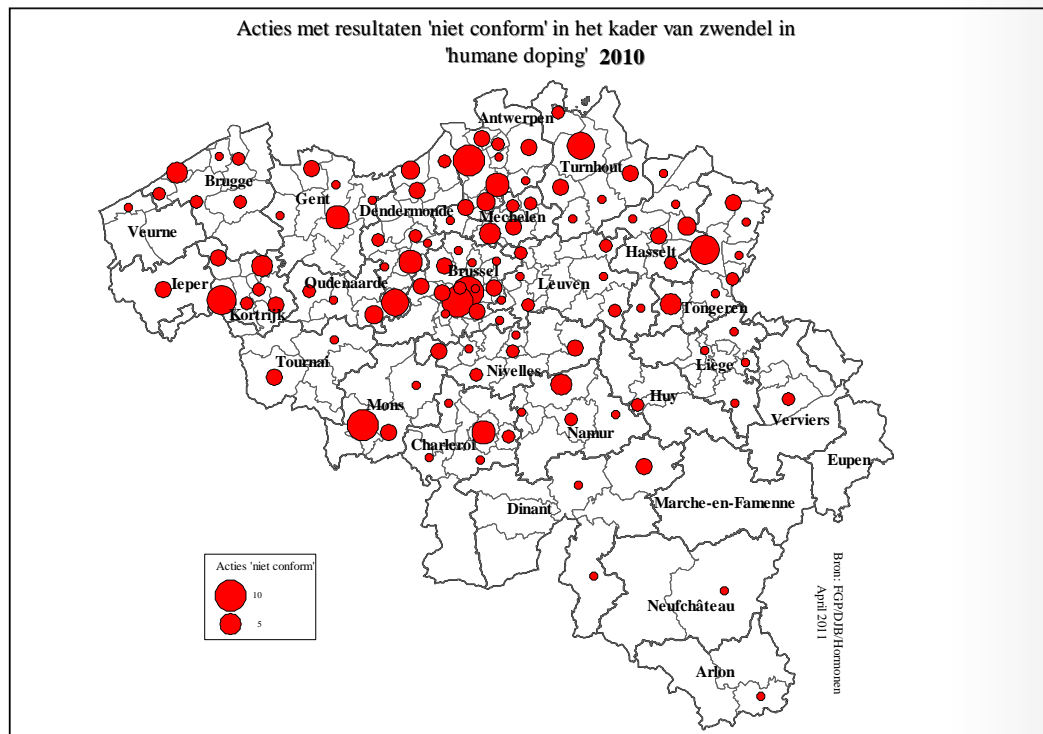 Acties met resultaten 'niet conform' in het kader van zwendel in
'humane doping' 2010
Antwerpen
Turnhout
Brugge
Gent
Dendermonde
Mechelen
Veurne
Hasselt
Brussel
Ieper
Oudenaarde
Leuven
Kortrijk
Tongeren
Tournai
Liège
Nivelles
Huy
Mons
Verviers
Namur
Charleroi
Eupen
Marche-en-Famenne
Dinant
Acties 'niet conform'
10
5
Neufchâteau
Arlon
Bron: FGP/DJB/Hormonen
April 2011